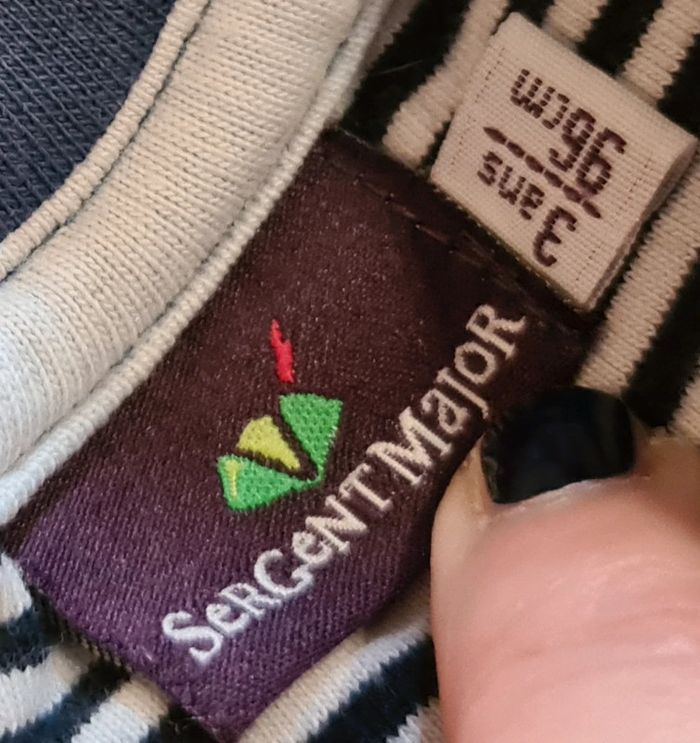 3 ans
96cm
SeRGeNT MaJoR